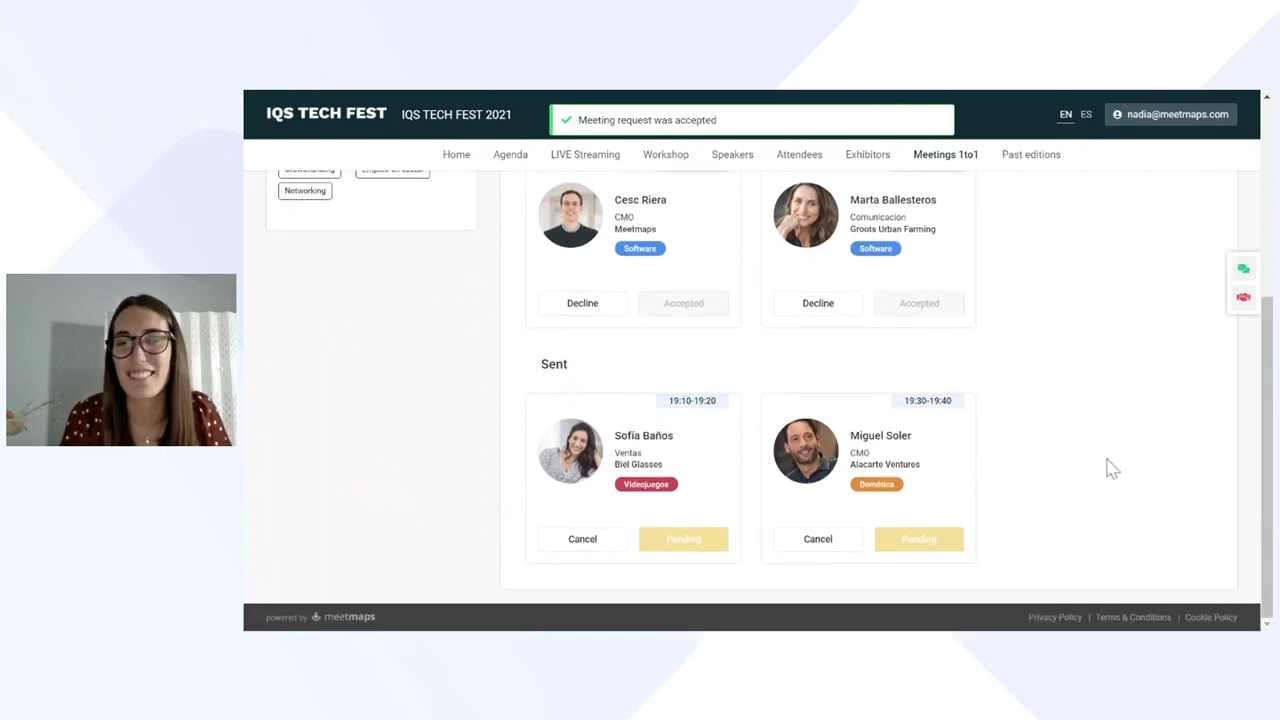 IQS TECH FEST
IQS TECH FEST 2021
Meeting request was accepted
EN ES
nadia@meetmaps.com
Home Agenda LIVE Streaming Workshop Speakers Attendees Exhibitors Meetings 1to1 Past editions
Networking
Cesc Riera
CMO
Meetmaps
Software
Decline Accepted
Marta Ballesteros
Comunicación
Groots Urban Farming
Software
Decline Accepted
Sent
19:10-19:20
Sofía Baños
Ventas
Biel Glasses
Videojuegos
Cancel Pending
19:30-19:40
Miguel Soler
CMO
Alacarte Ventures
Domótica
Cancel Pending
powered by meetmaps
Privacy Policy | Terms & Conditions | Cookie Policy